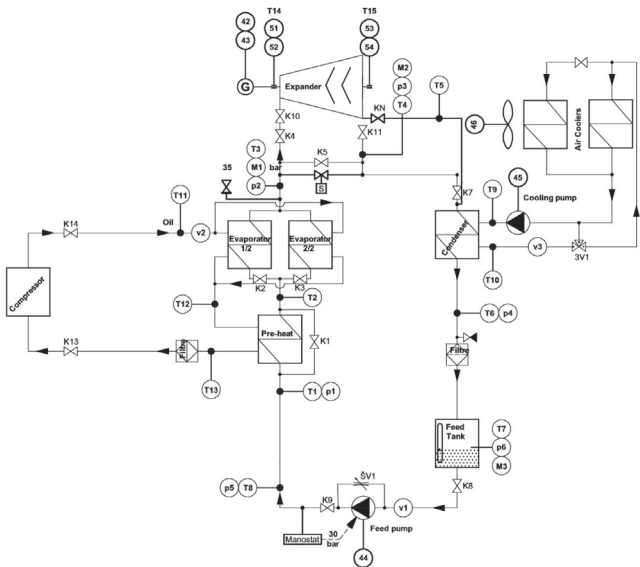 42
43
T14
51
52
T15
53
54
G
Expander
M2
p3
T4
KN
T5
46
Air Coolers
K10
K4
K11
K5
T3
M1
bar
p2
35
S
K7
45
Cooling pump
T9
T11
K14
Oil
v2
Evaporator
1/2
Evaporator
2/2
Condenser
T10
v3
3V1
K2
K3
T2
T12
Compressor
T6
p4
Pre-heat
K1
K13
Filtre
T13
Filtre
T1
p1
Feed
Tank
T7
p6
M3
p5
T8
K8
ŠV1
K9
v1
Manostat
30
bar
Feed pump
44